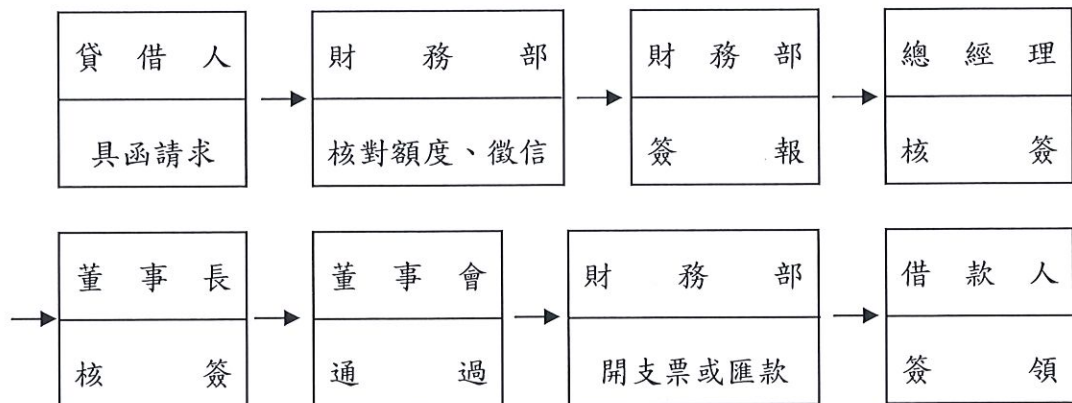 貸借人
具函請求
財務部
核對額度、徵信
財務部
簽報
總經理
核簽
董事長
核簽
董事會
通過
財務部
開支票或匯款
借款人
簽領